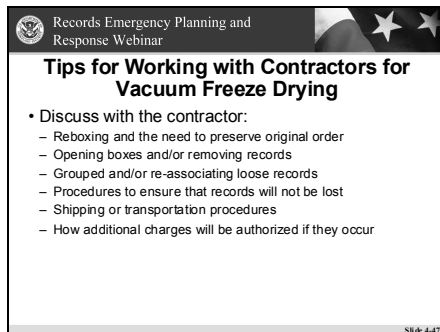 Records Emergency Planning and
Response Webinar
Tips for Working with Contractors for
Vacuum Freeze Drying
• Discuss with the contractor:
– Reboxing and the need to preserve original order
– Opening boxes and/or removing records
– Grouped and/or re-associating loose records
– Procedures to ensure that records will not be lost
– Shipping or transportation procedures
– How additional charges will be authorized if they occur
Slide 4-47